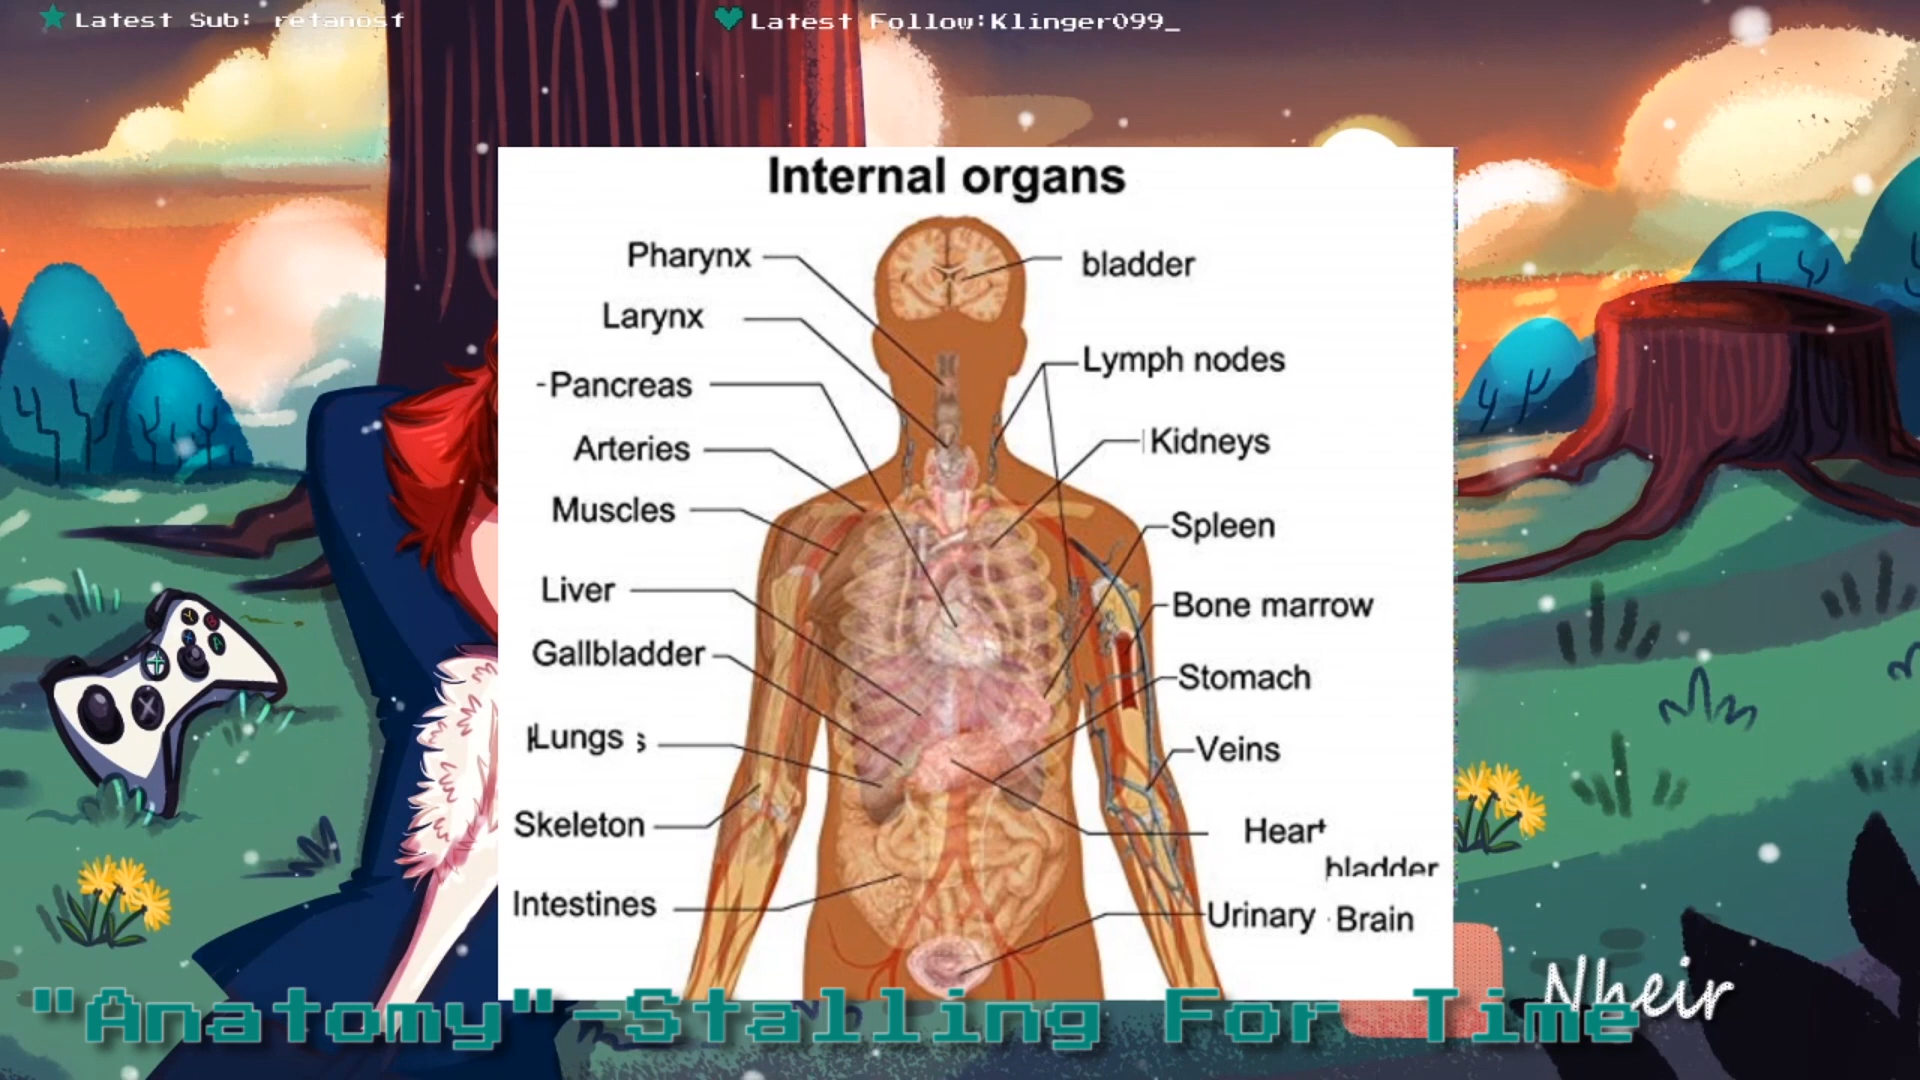 Latest Sub: retanosf
Latest Follow:Klinger099_
Internal organs
Pharynx
bladder
Larynx
Lymph nodes
-Pancreas
Kidneys
Arteries
Muscles
Spleen
Liver
Bone marrow
Gallbladder
Stomach
Lungs s
Veins
Skeleton
Heart
bladder
Intestines
Urinary Brain
Nheir
"Anatomy"-Stalling For Time